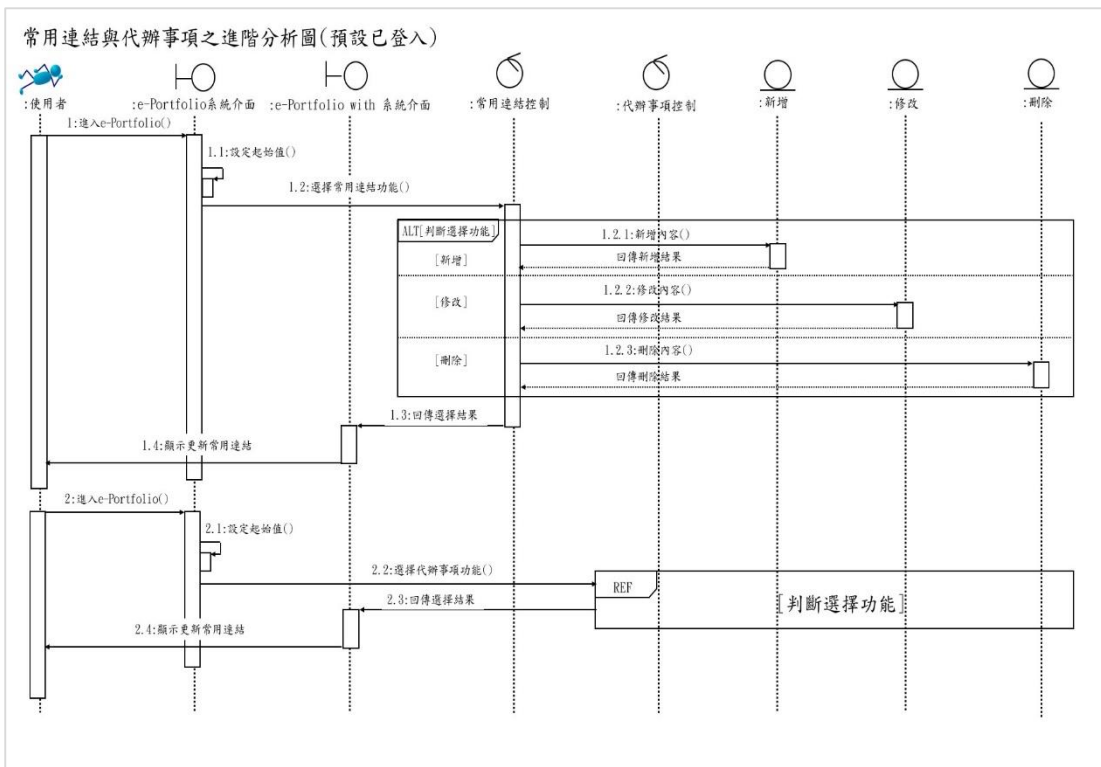 常用連結與代辦事項之進階分析圖(預設已登入)
:使用者
:e-Portfolio系統介面
:e-Portfolio with 系統介面
:常用連結控制
:代辦事項控制
:新增
:修改
:刪除
1:進入e-Portfolio()
1.1:設定起始值()
1.2:選擇常用連結功能()
ALT[判斷選擇功能]
1.2.1:新增內容()
[新增]
回傳新增結果
1.2.2:修改內容()
[修改]
回傳修改結果
1.2.3:刪除內容()
[刪除]
回傳刪除結果
1.3:回傳選擇結果
1.4:顯示更新常用連結
2:進入e-Portfolio()
2.1:設定起始值()
2.2:選擇代辦事項功能()
REF
[判斷選擇功能]
2.3:回傳選擇結果
2.4:顯示更新常用連結